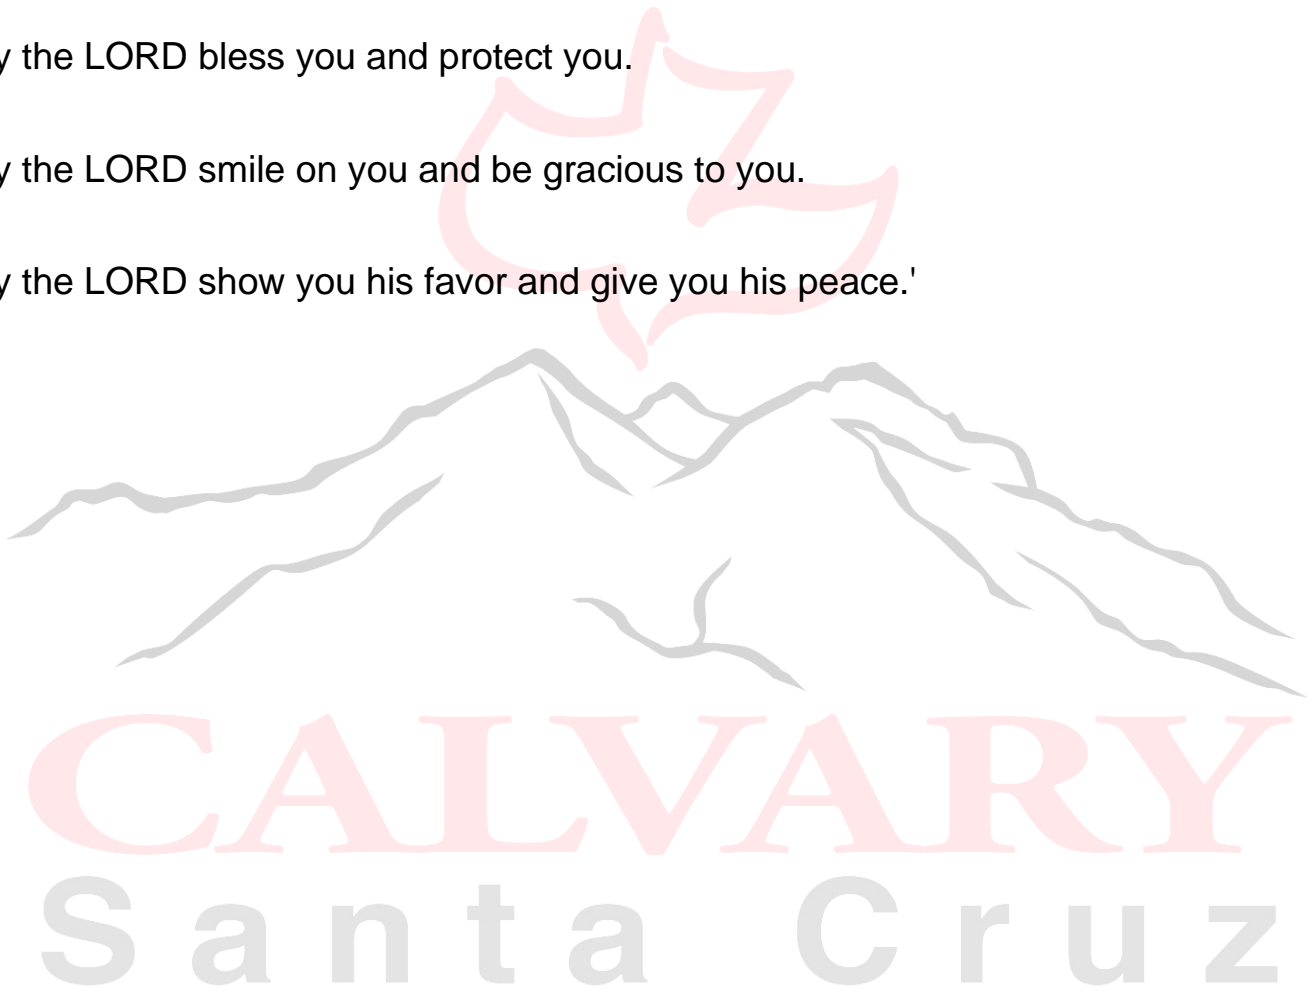 y the LORD bless you and protect you.
y the LORD smile on you and be gracious to you.
y the LORD show you his favor and give you his peace.'
CALVARY
Santa Cruz